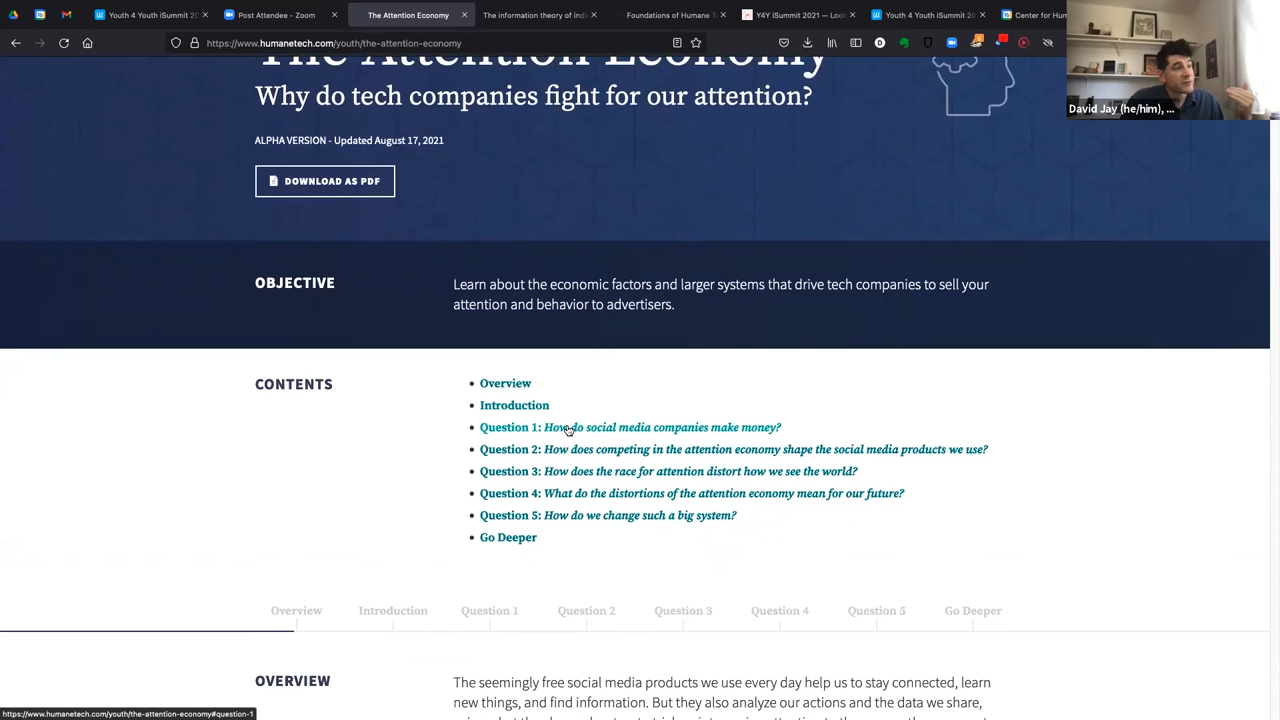 Youth 4 Youth iSummit 20
Post Attendee - Zoom
The Attention Economy
The information theory of indi
Foundations of Humane T
Y4Y iSummit 2021 — Look
Youth 4 Youth iSummit 20
Center for Hum
https://www.humanetech.com/youth/the-attention-economy
David Jay (he/him), ...
The Attention Economy
Why do tech companies fight for our attention?
ALPHA VERSION - Updated August 17, 2021
DOWNLOAD AS PDF
OBJECTIVE
Learn about the economic factors and larger systems that drive tech companies to sell your
attention and behavior to advertisers.
CONTENTS
• Overview
• Introduction
• Question 1: How do social media companies make money?
• Question 2: How does competing in the attention economy shape the social media products we use?
• Question 3: How does the race for attention distort how we see the world?
• Question 4: What do the distortions of the attention economy mean for our future?
• Question 5: How do we change such a big system?
• Go Deeper
Overview Introduction Question 1 Question 2 Question 3 Question 4 Question 5 Go Deeper
OVERVIEW
The seemingly free social media products we use every day help us to stay connected, learn
new things, and find information. But they also analyze our actions and the data we share,
https://www.humanetech.com/youth/the-attention-economy#question-1